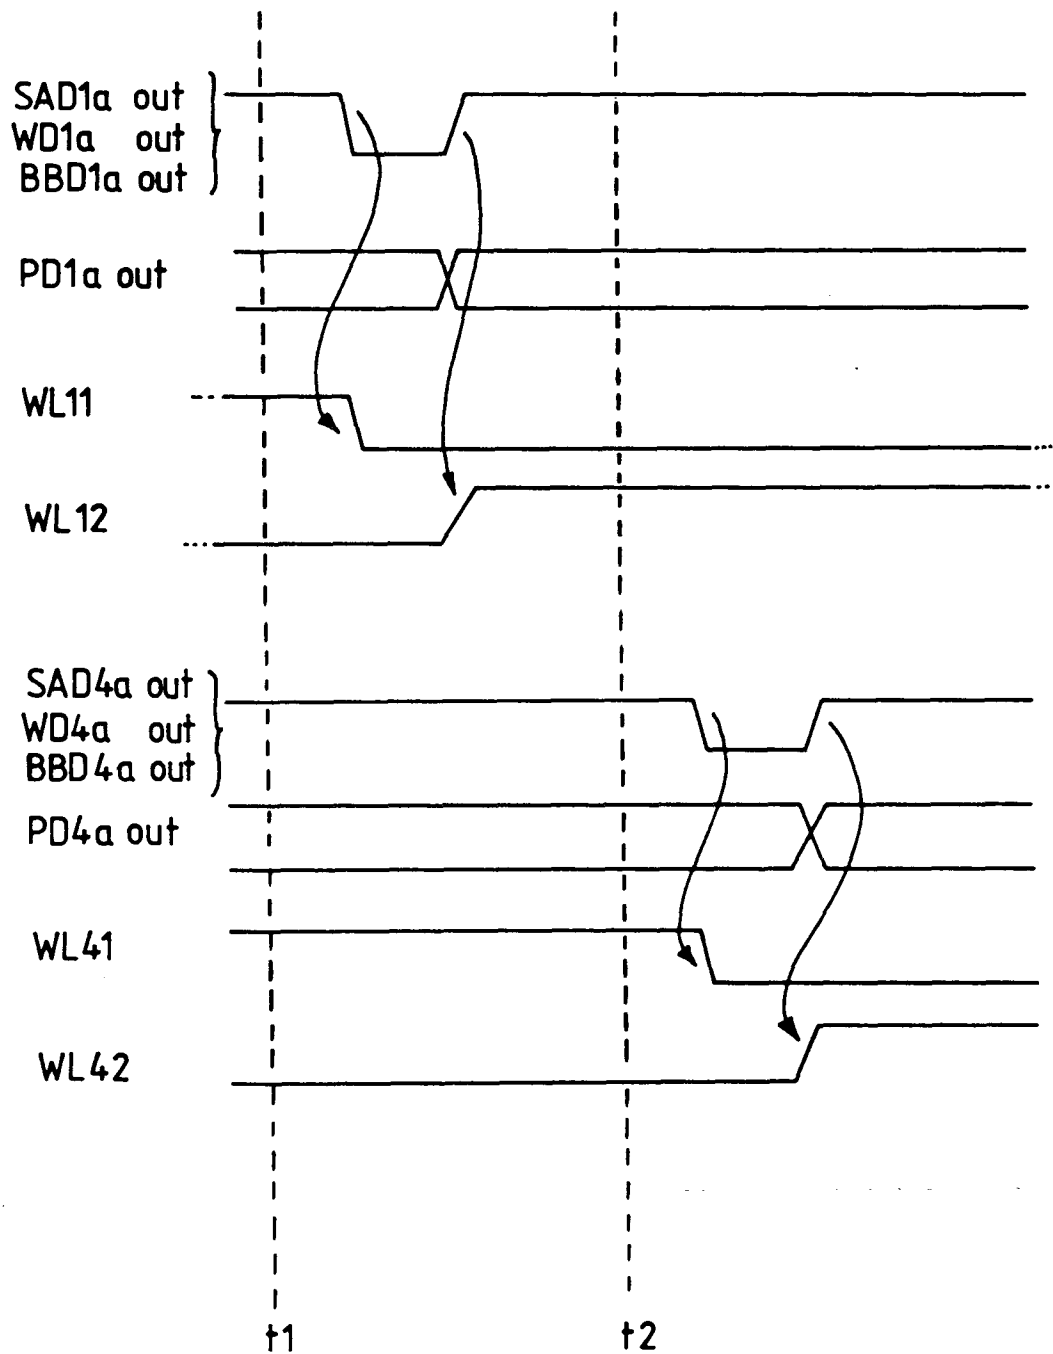 SAD1a out
WD1a out
BBD1a out
PD1a out
WL11
WL12
SAD4a out
WD4a out
BBD4a out
PD4a out
WL41
WL42
t1 t2